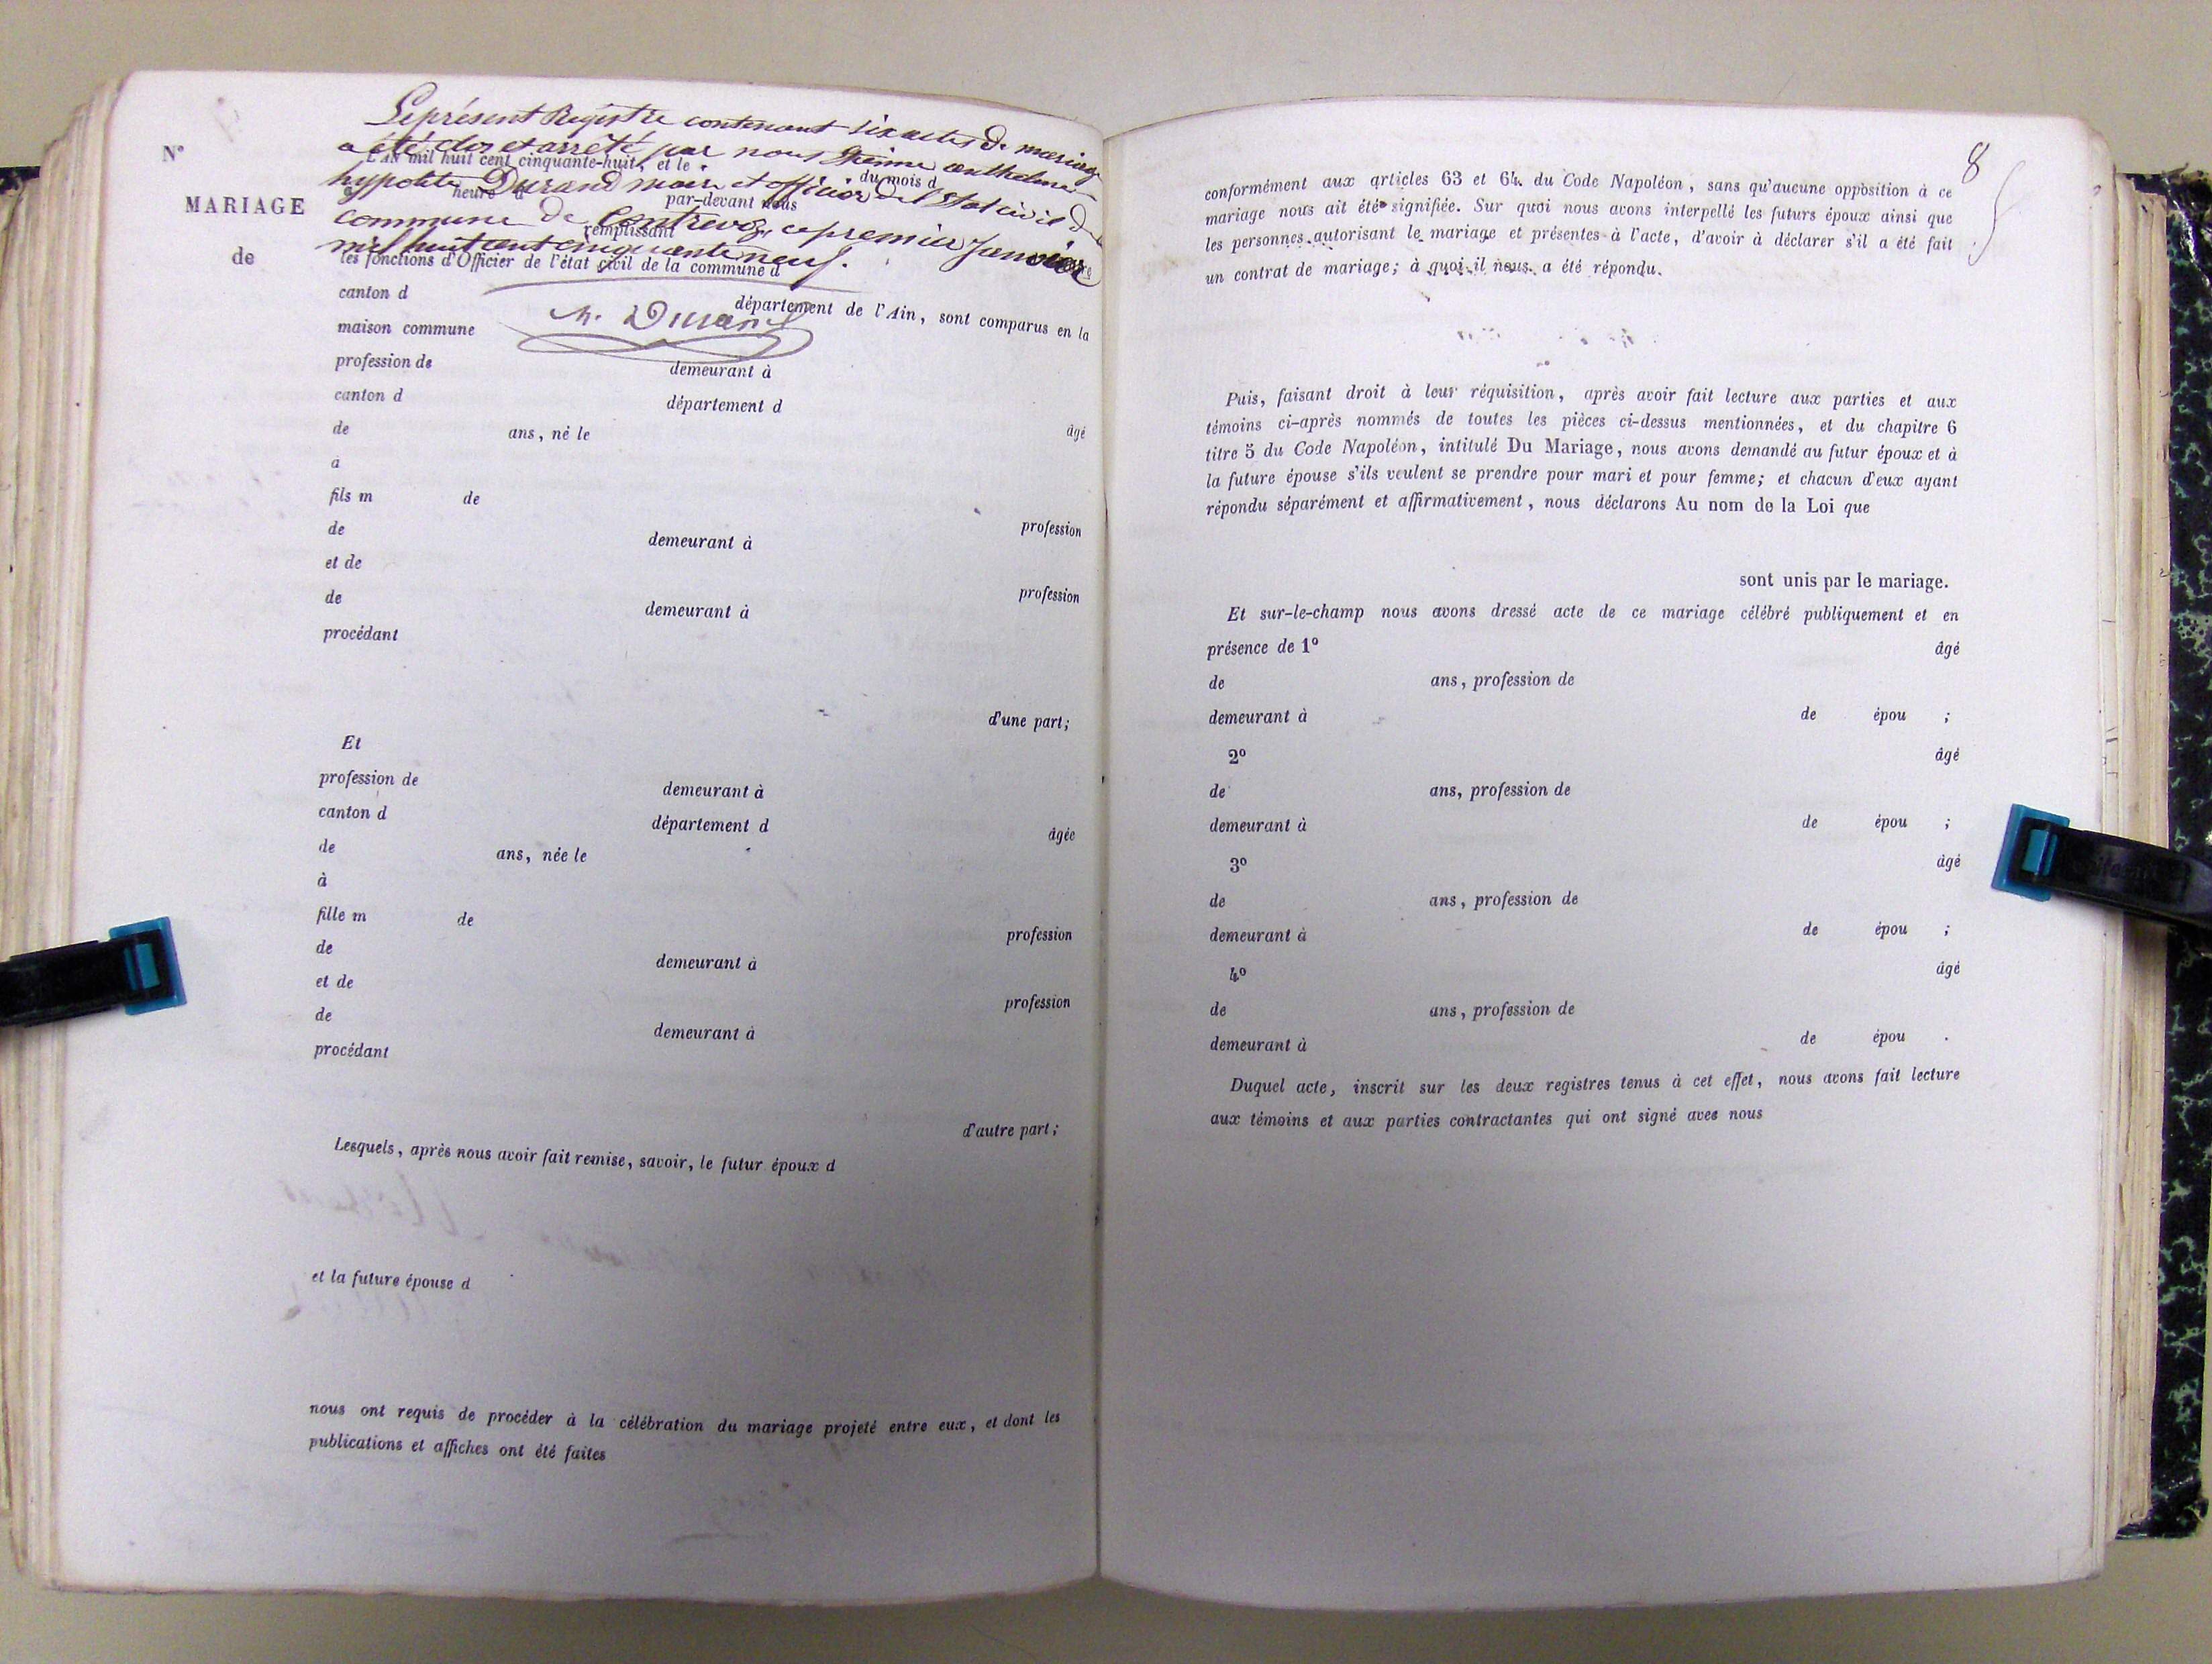 Le présent Registre contenant six actes de mariage
a été clos et arrêté par nous Etienne anthelme
hypolite Durand maire et officier de l'Etat civil de la
commune de Contrevoz, ce premier Janvier
mil huit cent cinquante neuf.
Durand
N°
MARIAGE
de
L'AN mil huit cent cinquante-huit, et le
du mois d
à heure d
par-devant nous
remplissant
les fonctions d'Officier de l'état civil de la commune d
canton d
département de l'Ain, sont comparus en la
maison commune
profession de demeurant à
canton d département d
âgé
de ans, né le
à
fils m de
profession
de demeurant à
et de
profession
de demeurant à
procédant
d'une part;
Et
profession de demeurant à
canton d département d
âgée
de ans, née le
à
fille m de
profession
de demeurant à
et de
profession
de demeurant à
procédant
d'autre part;
Lesquels, après nous avoir fait remise, savoir, le futur époux d
et la future épouse d
nous ont requis de procéder à la célébration du mariage projeté entre eux, et dont les
publications et affiches ont été faites
8
conformément aux articles 63 et 64 du Code Napoléon, sans qu'aucune opposition à ce
mariage nous ait été signifiée. Sur quoi nous avons interpellé les futurs époux ainsi que
les personnes autorisant le mariage et présentes à l'acte, d'avoir à déclarer s'il a été fait
un contrat de mariage; à quoi il nous a été répondu.
Puis, faisant droit à leur réquisition, après avoir fait lecture aux parties et aux
témoins ci-après nommés de toutes les pièces ci-dessus mentionnées, et du chapitre 6
titre 5 du Code Napoléon, intitulé Du Mariage, nous avons demandé au futur époux et à
la future épouse s'ils veulent se prendre pour mari et pour femme; et chacun d'eux ayant
répondu séparément et affirmativement, nous déclarons Au nom de la Loi que
sont unis par le mariage.
Et sur-le-champ nous avons dressé acte de ce mariage célébré publiquement et en
présence de 1° âgé
de ans, profession de
demeurant à de épou ;
2° âgé
de ans, profession de
demeurant à de épou ;
3° âgé
de ans, profession de
demeurant à de épou ;
4° âgé
de ans, profession de
demeurant à de épou .
Duquel acte, inscrit sur les deux registres tenus à cet effet, nous avons fait lecture
aux témoins et aux parties contractantes qui ont signé avec nous